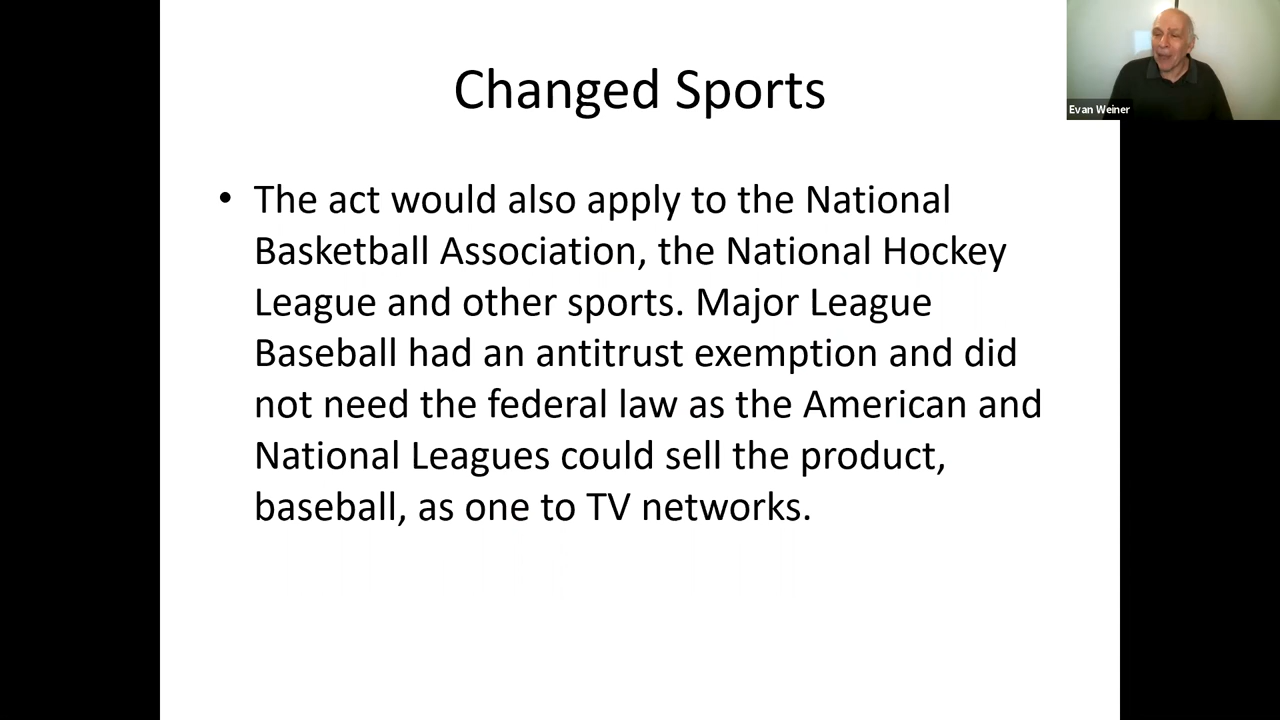 Changed Sports
• The act would also apply to the National
Basketball Association, the National Hockey
League and other sports. Major League
Baseball had an antitrust exemption and did
not need the federal law as the American and
National Leagues could sell the product,
baseball, as one to TV networks.
Evan Weiner